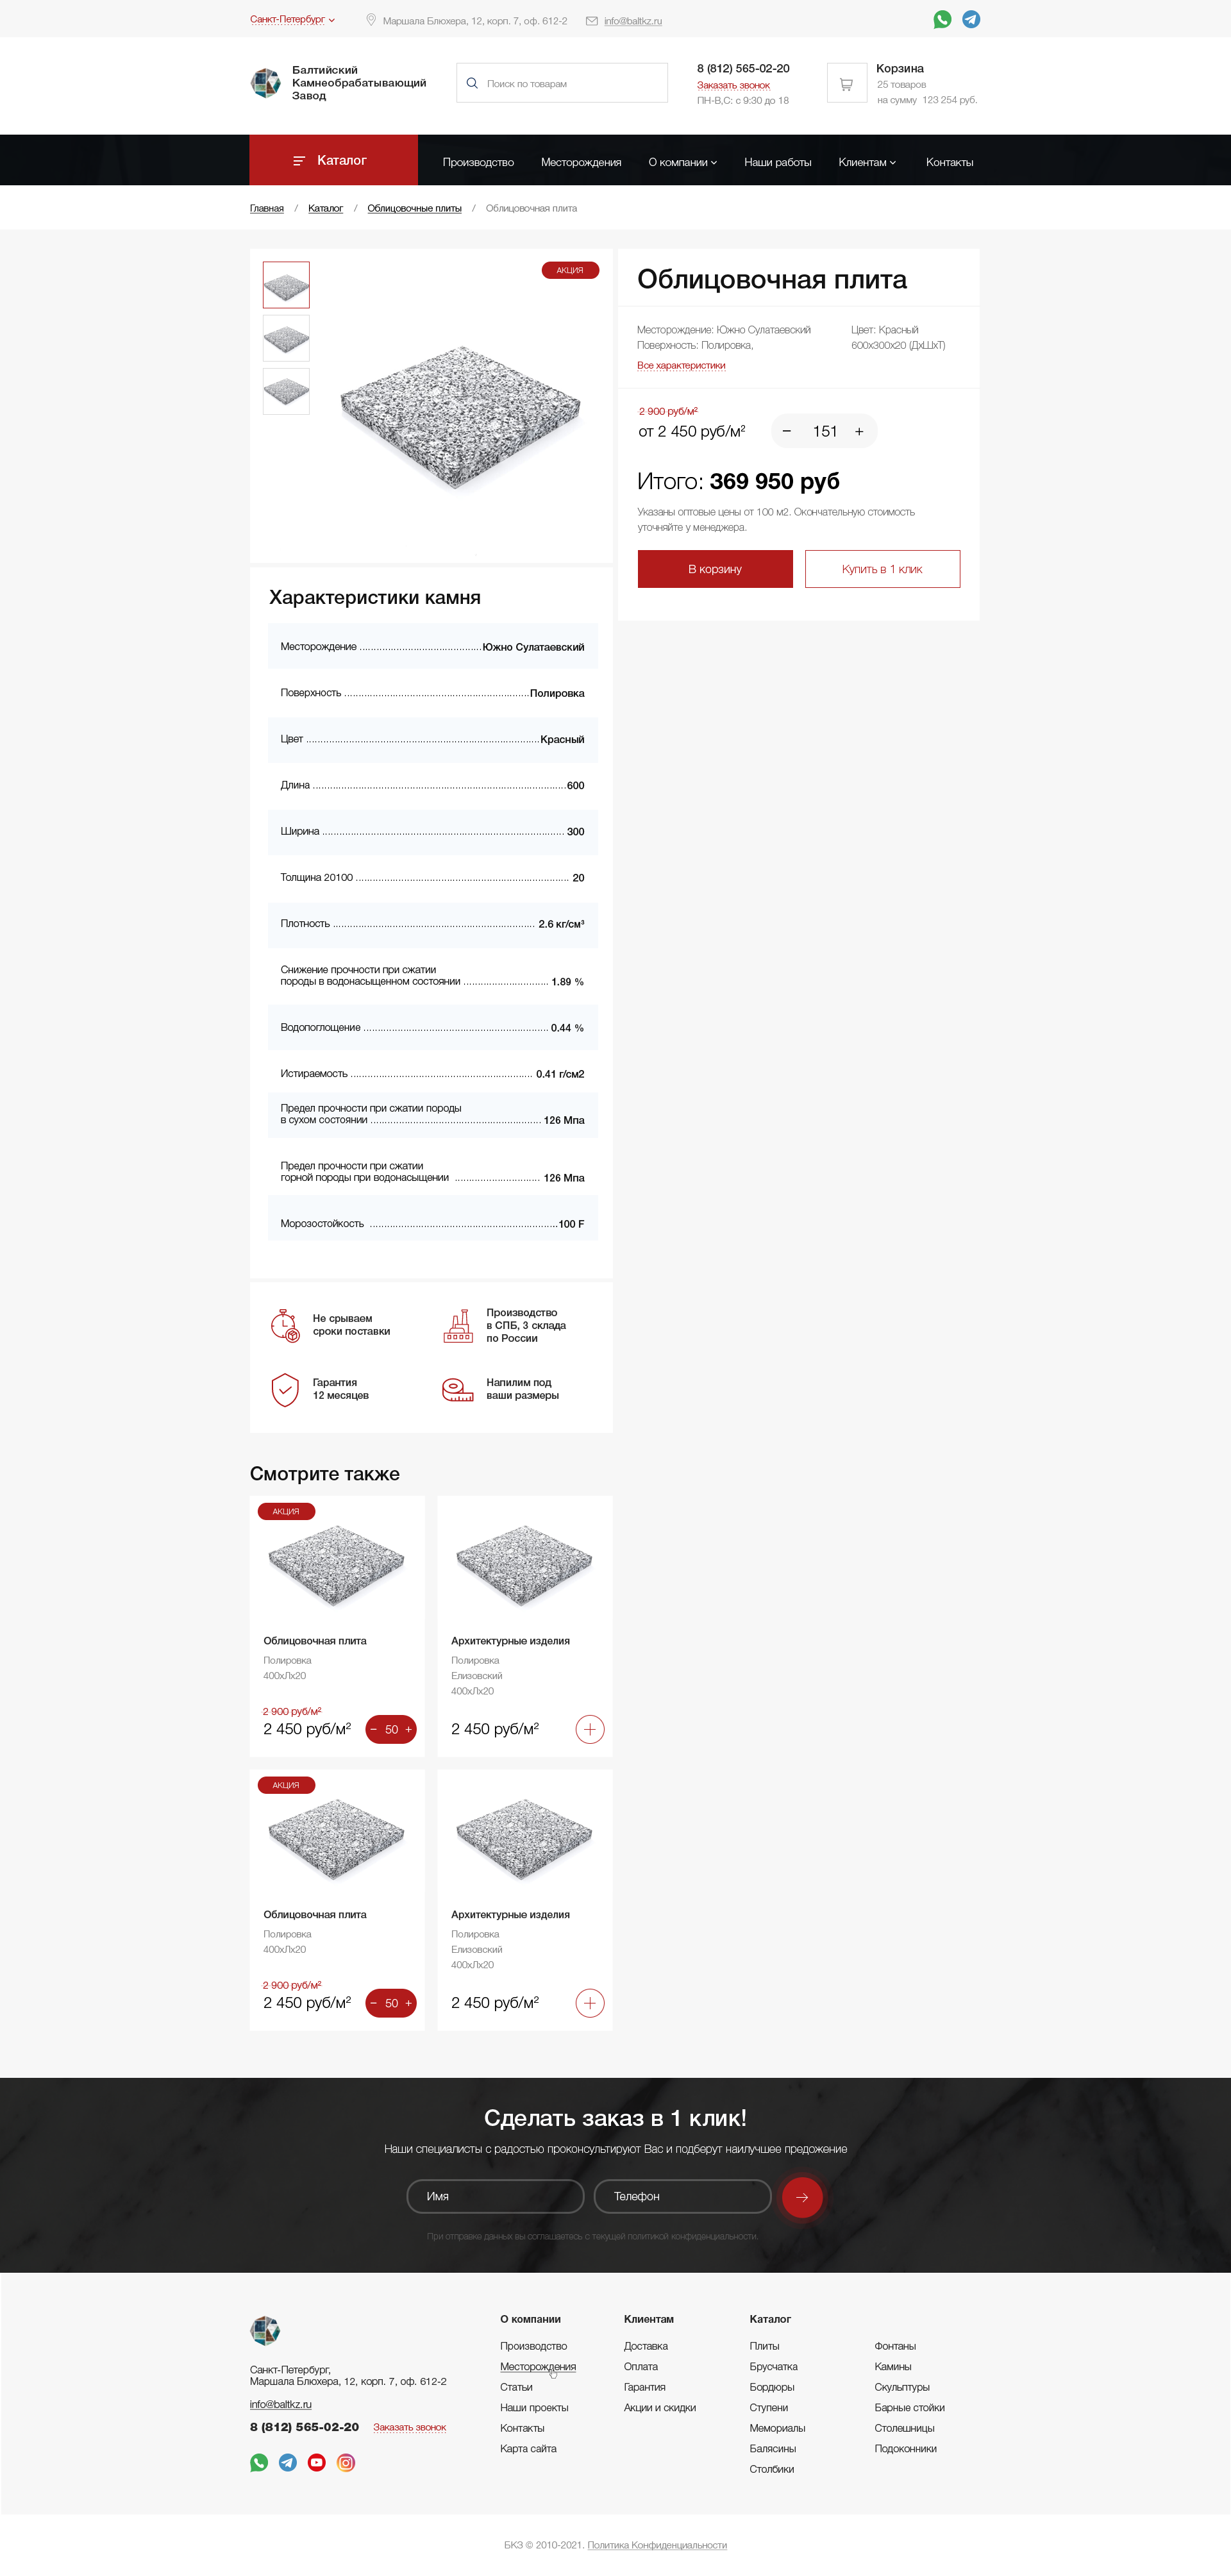 Санкт-Петербург
Маршала Блюхера, 12, корп. 7, оф. 612-2
info@baltkz.ru
Балтийский
Камнеобрабатывающий
Завод
Поиск по товарам
8 (812) 565-02-20
Заказать звонок
ПН-В,С: с 9:30 до 18
Корзина
25 товаров
на сумму 123 254 руб.
Каталог
Производство
Месторождения
О компании
Наши работы
Клиентам
Контакты
Главная / Каталог / Облицовочные плиты / Облицовочная плита
АКЦИЯ
Облицовочная плита
Месторождение: Южно Султаевский
Поверхность: Полировка,
Цвет: Красный
600х300х20 (ДхШхТ)
Все характеристики
2 900 руб/м²
от 2 450 руб/м²
− 151 +
Итого: 369 950 руб
Указаны оптовые цены от 100 м2. Окончательную стоимость
уточняйте у менеджера.
В корзину
Купить в 1 клик
Характеристики камня
Месторождение ........ Южно Султаевский
Поверхность ........ Полировка
Цвет ........ Красный
Длина ........ 600
Ширина ........ 300
Толщина 20100 ........ 20
Плотность ........ 2.6 кг/см³
Снижение прочности при сжатии
породы в водонасыщенном состоянии ........ 1.89 %
Водопоглощение ........ 0.44 %
Истираемость ........ 0.41 г/см2
Предел прочности при сжатии породы
в сухом состоянии ........ 126 Мпа
Предел прочности при сжатии
горной породы при водонасыщении ........ 126 Мпа
Морозостойкость ........ 100 F
Не срываем
сроки поставки
Производство
в СПБ, 3 склада
по России
Гарантия
12 месяцев
Напилим под
ваши размеры
Смотрите также
АКЦИЯ
Облицовочная плита
Полировка
400хЛх20
2 900 руб/м²
2 450 руб/м²
− 50 +
Архитектурные изделия
Полировка
Елизовский
400хЛх20
2 450 руб/м²
АКЦИЯ
Облицовочная плита
Полировка
400хЛх20
2 900 руб/м²
2 450 руб/м²
− 50 +
Архитектурные изделия
Полировка
Елизовский
400хЛх20
2 450 руб/м²
Сделать заказ в 1 клик!
Наши специалисты с радостью проконсультируют Вас и подберут наилучшее предожение
Имя
Телефон
При отправке данных вы соглашаетесь с текущей политикой конфиденциальности.
Санкт-Петербург,
Маршала Блюхера, 12, корп. 7, оф. 612-2
info@baltkz.ru
8 (812) 565-02-20
Заказать звонок
О компании
Производство
Месторождения
Статьи
Наши проекты
Контакты
Карта сайта
Клиентам
Доставка
Оплата
Гарантия
Акции и скидки
Каталог
Плиты
Брусчатка
Бордюры
Ступени
Мемориалы
Балясины
Столбики
Фонтаны
Камины
Скульптуры
Барные стойки
Столешницы
Подоконники
БКЗ © 2010-2021. Политика Конфиденциальности